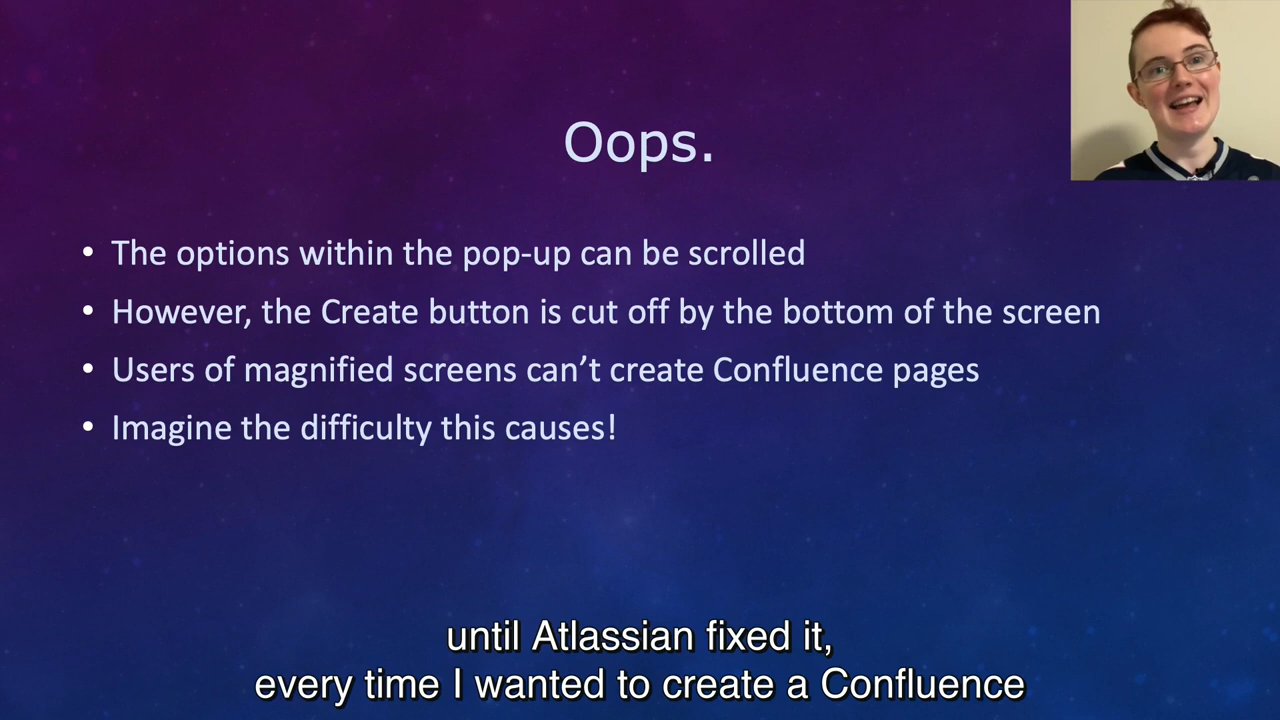 Oops.
• The options within the pop-up can be scrolled
• However, the Create button is cut off by the bottom of the screen
• Users of magnified screens can’t create Confluence pages
• Imagine the difficulty this causes!
until Atlassian fixed it,
every time I wanted to create a Confluence